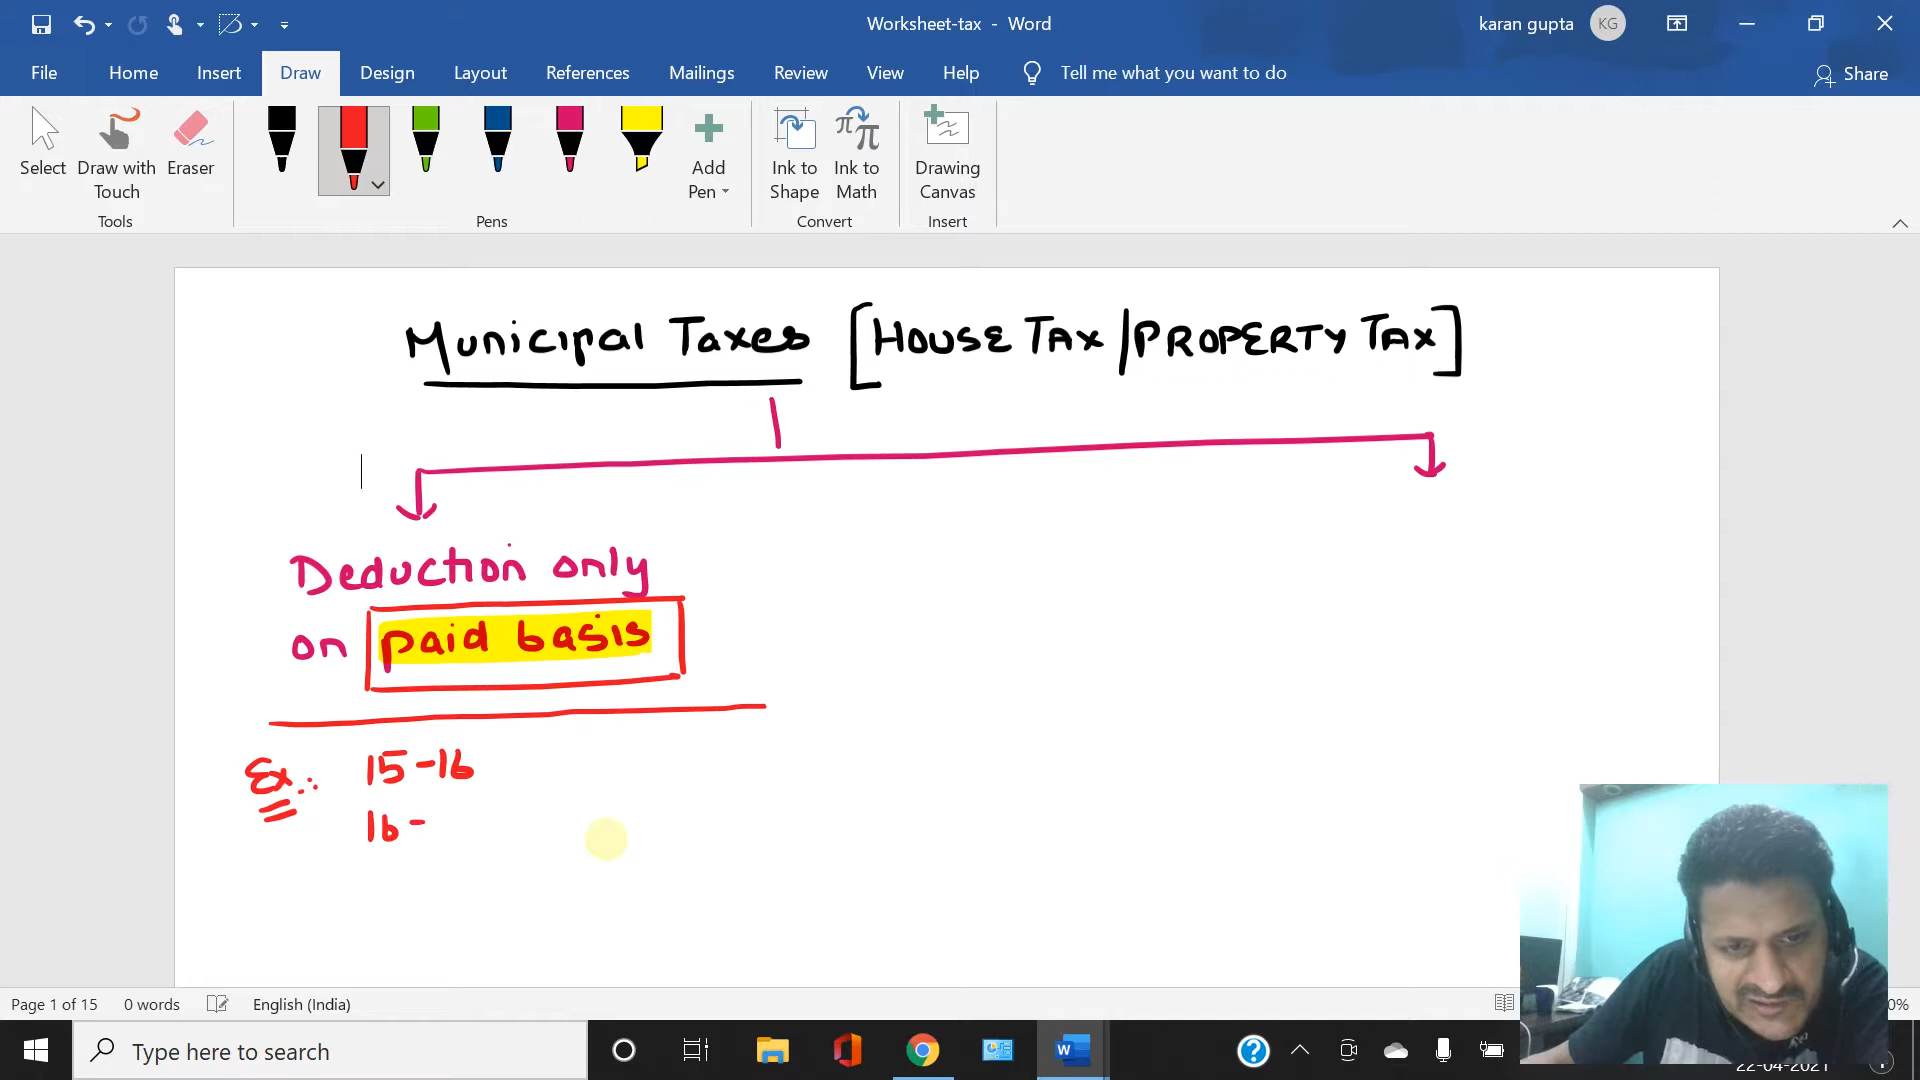 Worksheet-tax - Word
karan gupta
KG
File Home Insert Draw Design Layout References Mailings Review View Help Tell me what you want to do Share
Select
Draw with Touch
Eraser
Add Pen
Ink to Shape
Ink to Math
Drawing Canvas
Tools
Pens
Convert
Insert
Municipal Taxes [HOUSE TAX/PROPERTY TAX]
Deduction only
on paid basis
Ex.: 15-16
16-
Page 1 of 15 0 words English (India)
Type here to search
22-04-2021